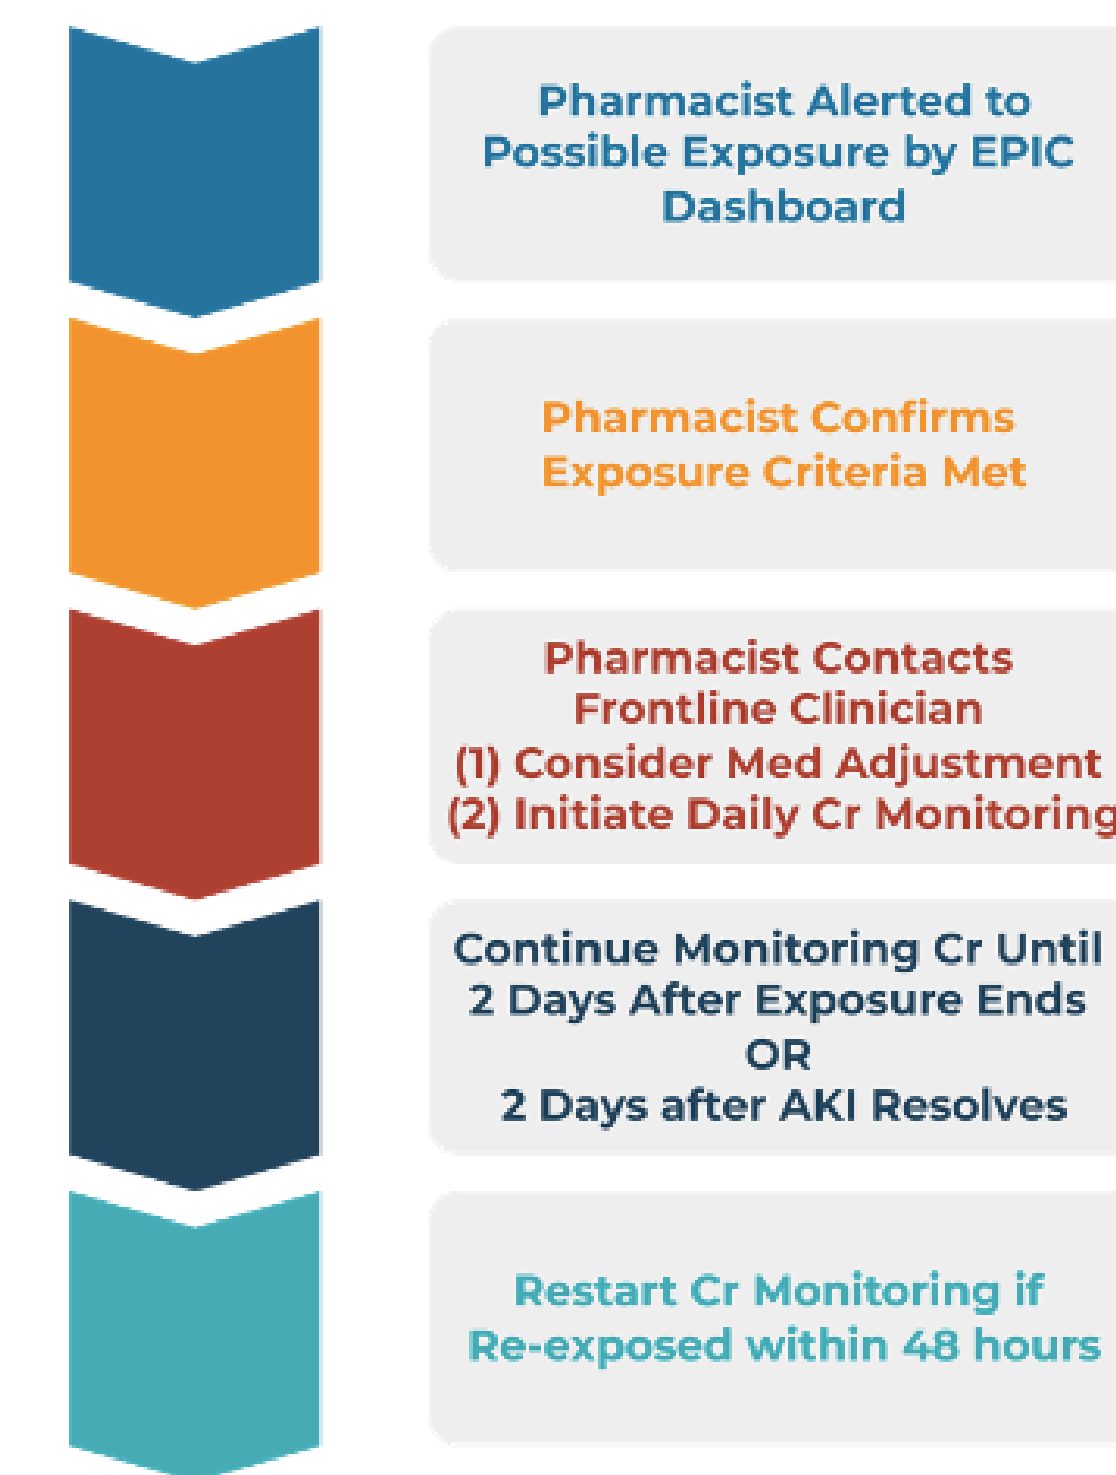 Pharmacist Alerted to
Possible Exposure by EPIC
Dashboard
Pharmacist Confirms
Exposure Criteria Met
Pharmacist Contacts
Frontline Clinician
(1) Consider Med Adjustment
(2) Initiate Daily Cr Monitoring
Continue Monitoring Cr Until
2 Days After Exposure Ends
OR
2 Days after AKI Resolves
Restart Cr Monitoring if
Re-exposed within 48 hours